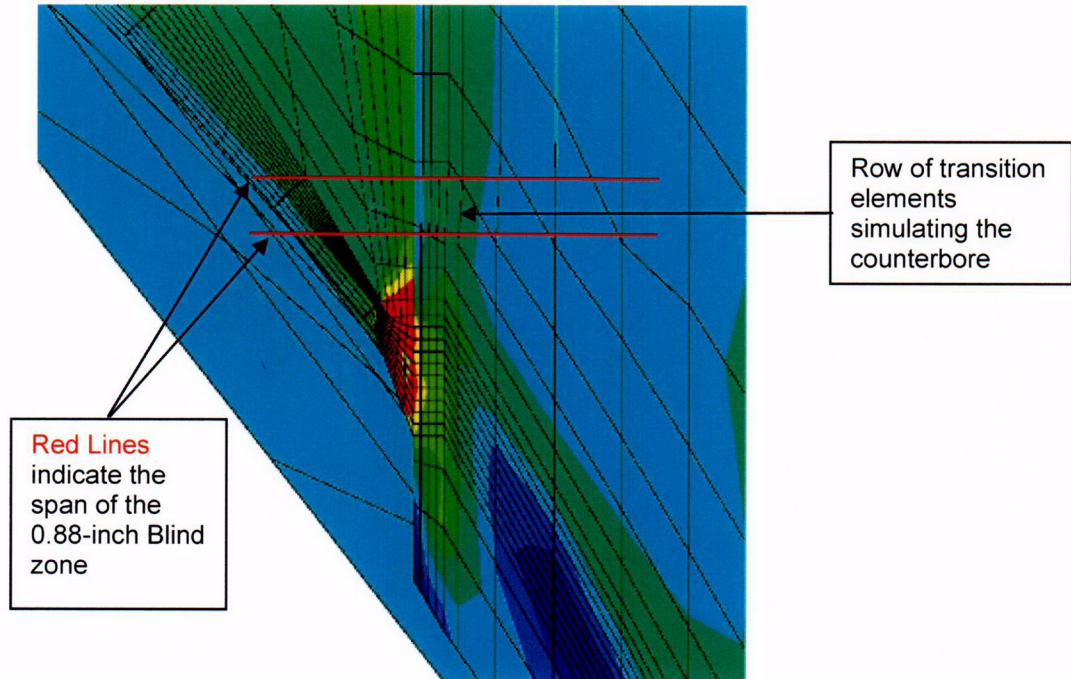 Row of transition
elements
simulating the
counterbore
Red Lines
indicate the
span of the
0.88-inch Blind
zone